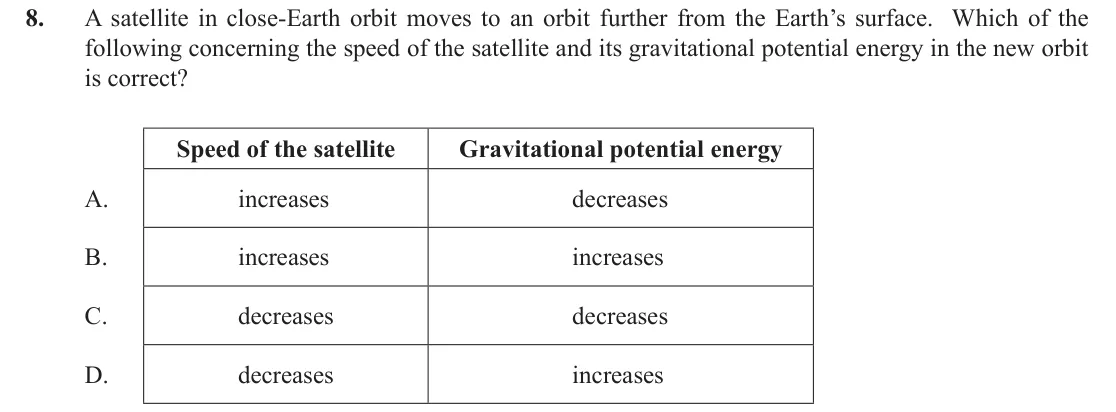 8. A satellite in close-Earth orbit moves to an orbit further from the Earth's surface. Which of the
following concerning the speed of the satellite and its gravitational potential energy in the new orbit
is correct?
Speed of the satellite Gravitational potential energy
A. increases decreases
B. increases increases
C. decreases decreases
D. decreases increases